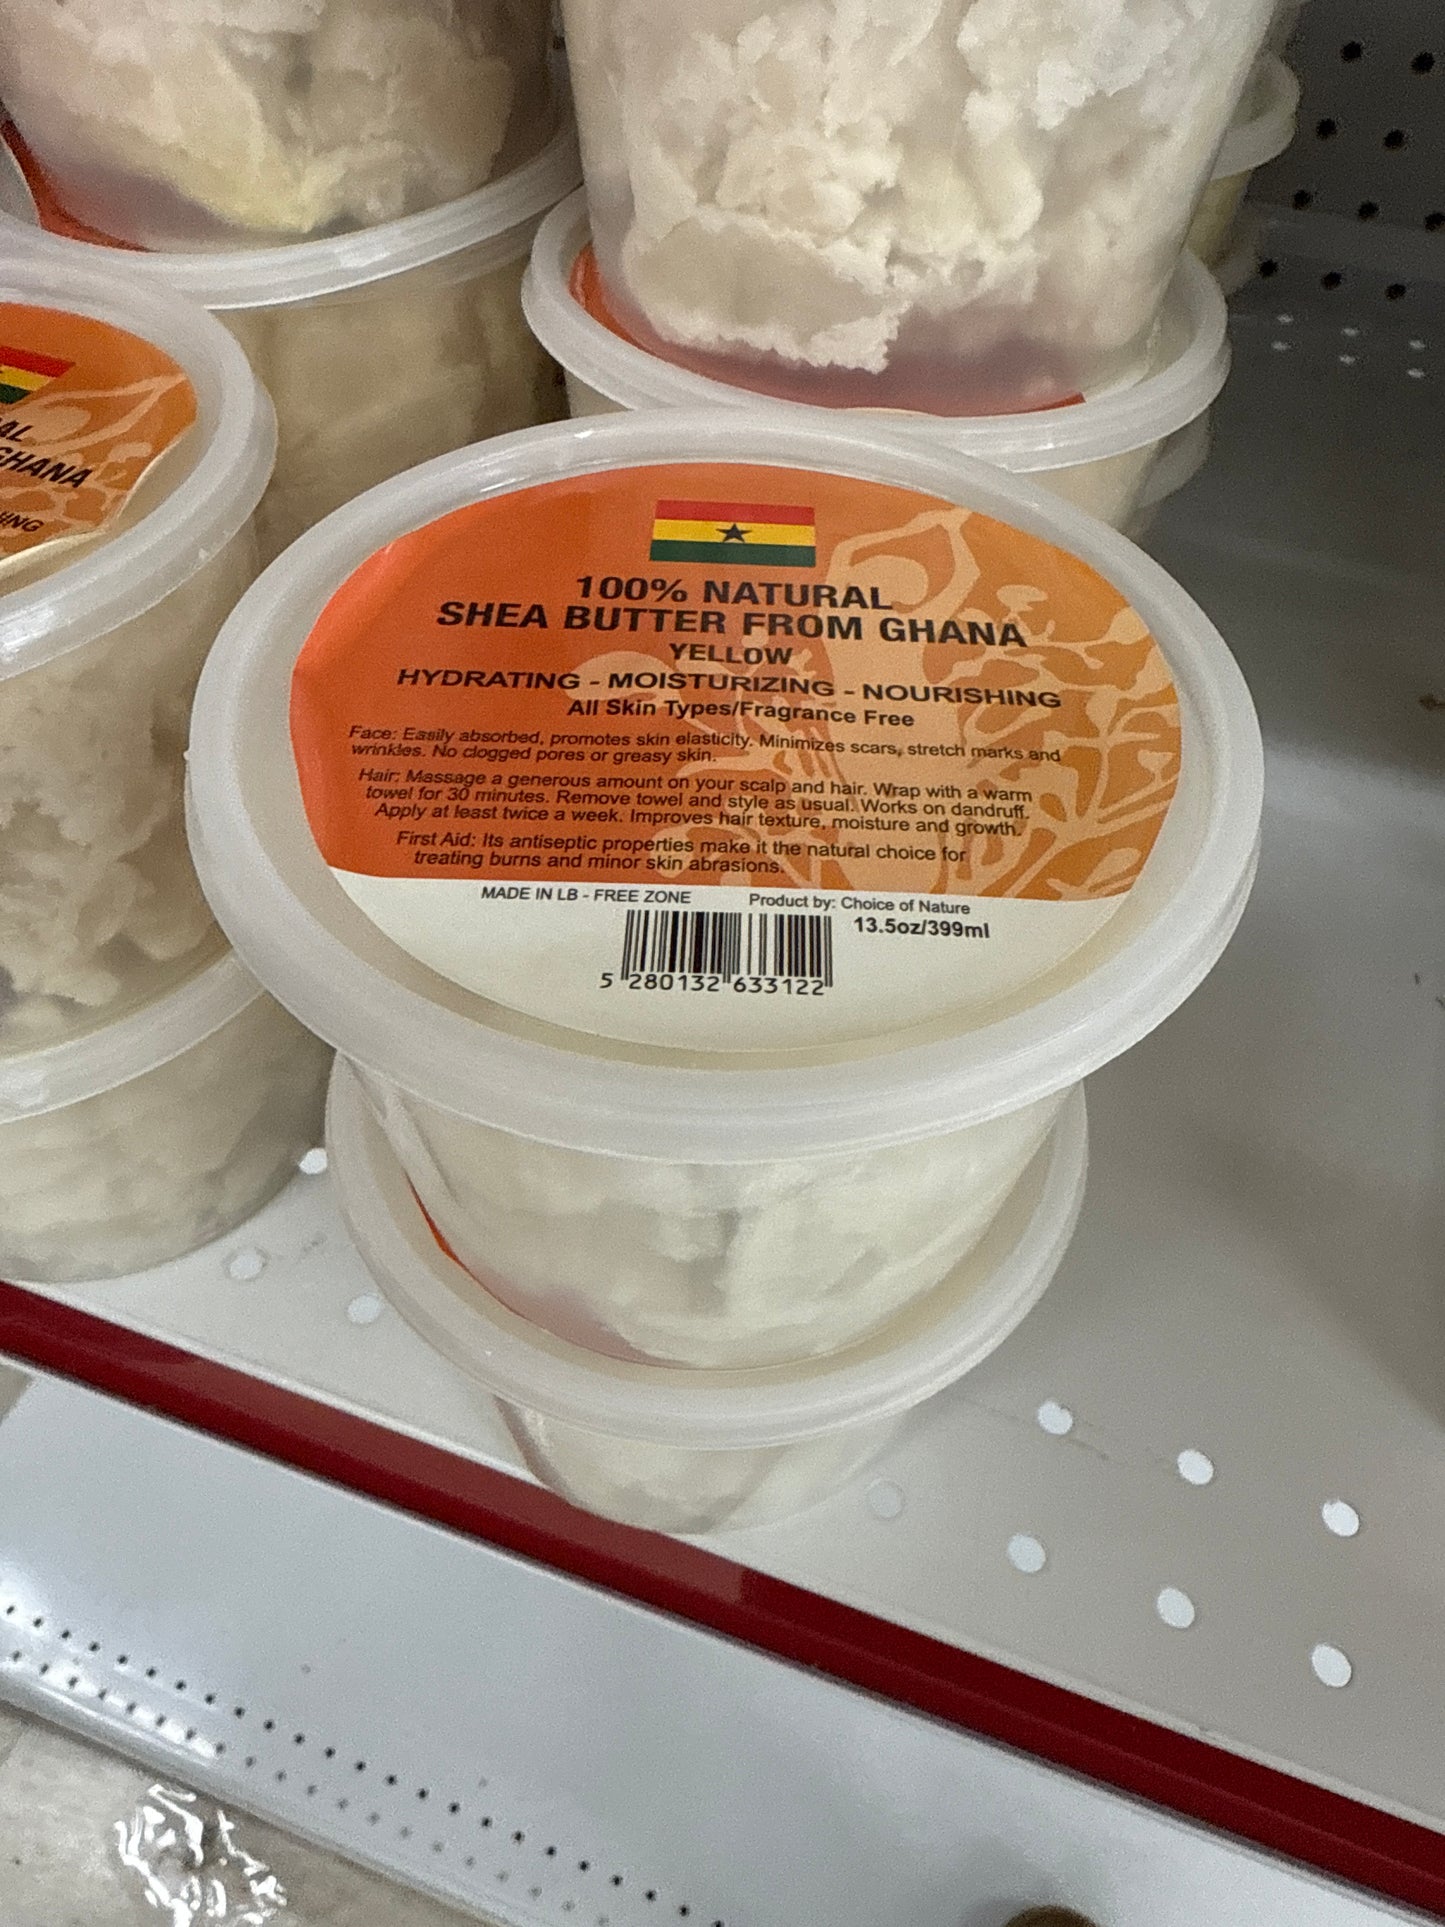 100% NATURAL
SHEA BUTTER FROM GHANA
YELLOW
HYDRATING - MOISTURIZING - NOURISHING
All Skin Types/Fragrance Free
Face: Easily absorbed, promotes skin elasticity. Minimizes scars, stretch marks and
wrinkles. No clogged pores or greasy skin.
Hair: Massage a generous amount on your scalp and hair. Wrap with a warm
towel for 30 minutes. Remove towel and style as usual. Works on dandruff.
Apply at least twice a week. Improves hair texture, moisture and growth.
First Aid: Its antiseptic properties make it the natural choice for
treating burns and minor skin abrasions.
MADE IN LB - FREE ZONE Product by: Choice of Nature
13.5oz/399ml
5 280132 633122
GHANA